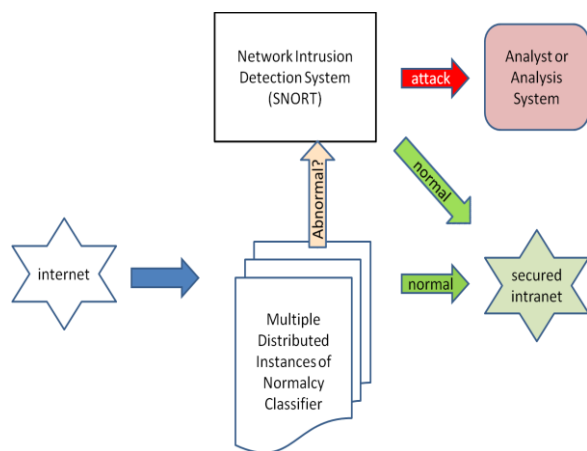 Network Intrusion
Detection System
(SNORT)
attack
Analyst or
Analysis
System
Abnormal?
normal
internet
normal
secured
intranet
Multiple
Distributed
Instances of
Normalcy
Classifier